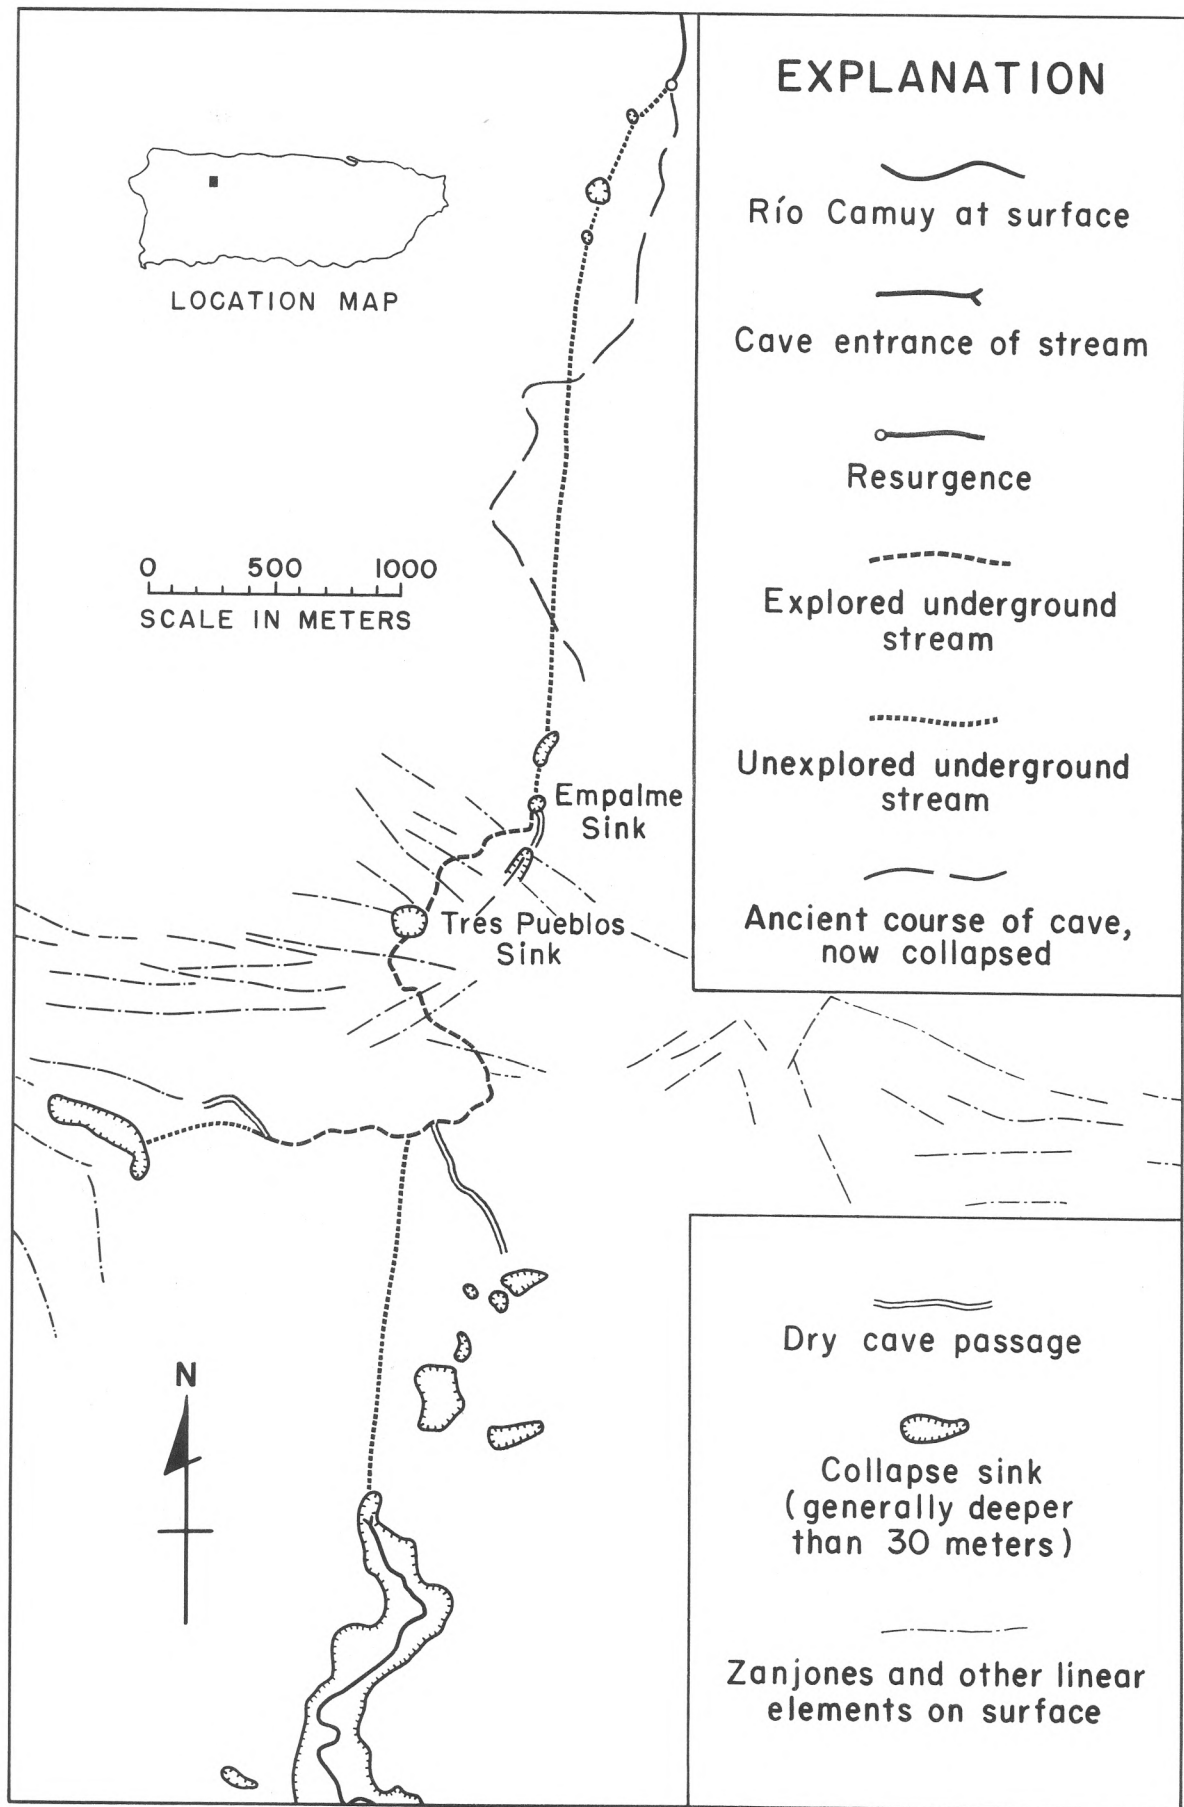 EXPLANATION
Río Camuy at surface
Cave entrance of stream
Resurgence
Explored underground
stream
Unexplored underground
stream
Ancient course of cave,
now collapsed
LOCATION MAP
0 500 1000
SCALE IN METERS
Empalme
Sink
Tres Pueblos
Sink
N
Dry cave passage
Collapse sink
(generally deeper
than 30 meters)
Zanjones and other linear
elements on surface